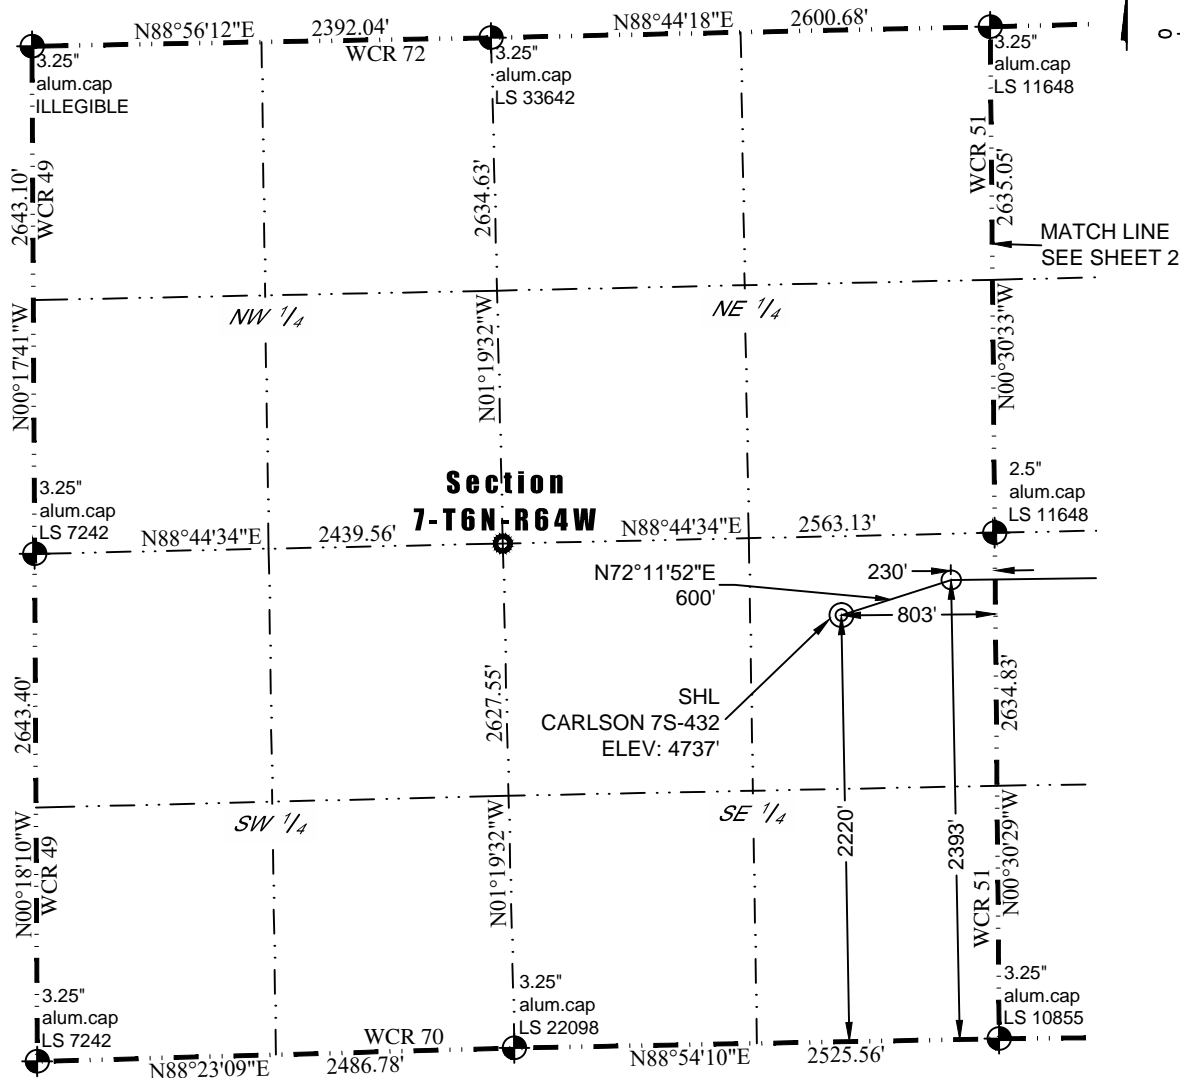 N88°56'12"E
2392.04'
N88°44'18"E
2600.68'
WCR 72
3.25"
alum.cap
ILLEGIBLE
3.25"
alum.cap
LS 33642
3.25"
alum.cap
LS 11648
2643.10'
WCR 49
2634.63'
WCR 51
2635.05'
MATCH LINE
SEE SHEET 2
NW 1/4
NE 1/4
N00°17'41"W
N01°19'32"W
N00°30'33"W
3.25"
alum.cap
LS 7242
Section
7-T6N-R64W
2.5"
alum.cap
LS 11648
N88°44'34"E
2439.56'
N88°44'34"E
2563.13'
N72°11'52"E
600'
230'
803'
SHL
CARLSON 7S-432
ELEV: 4737'
2643.40'
2627.55'
2634.83'
SW 1/4
SE 1/4
2220'
2393'
N00°18'10"W
WCR 49
N01°19'32"W
WCR 51
N00°30'29"W
3.25"
alum.cap
LS 7242
3.25"
alum.cap
LS 22098
3.25"
alum.cap
LS 10855
WCR 70
N88°23'09"E
2486.78'
N88°54'10"E
2525.56'